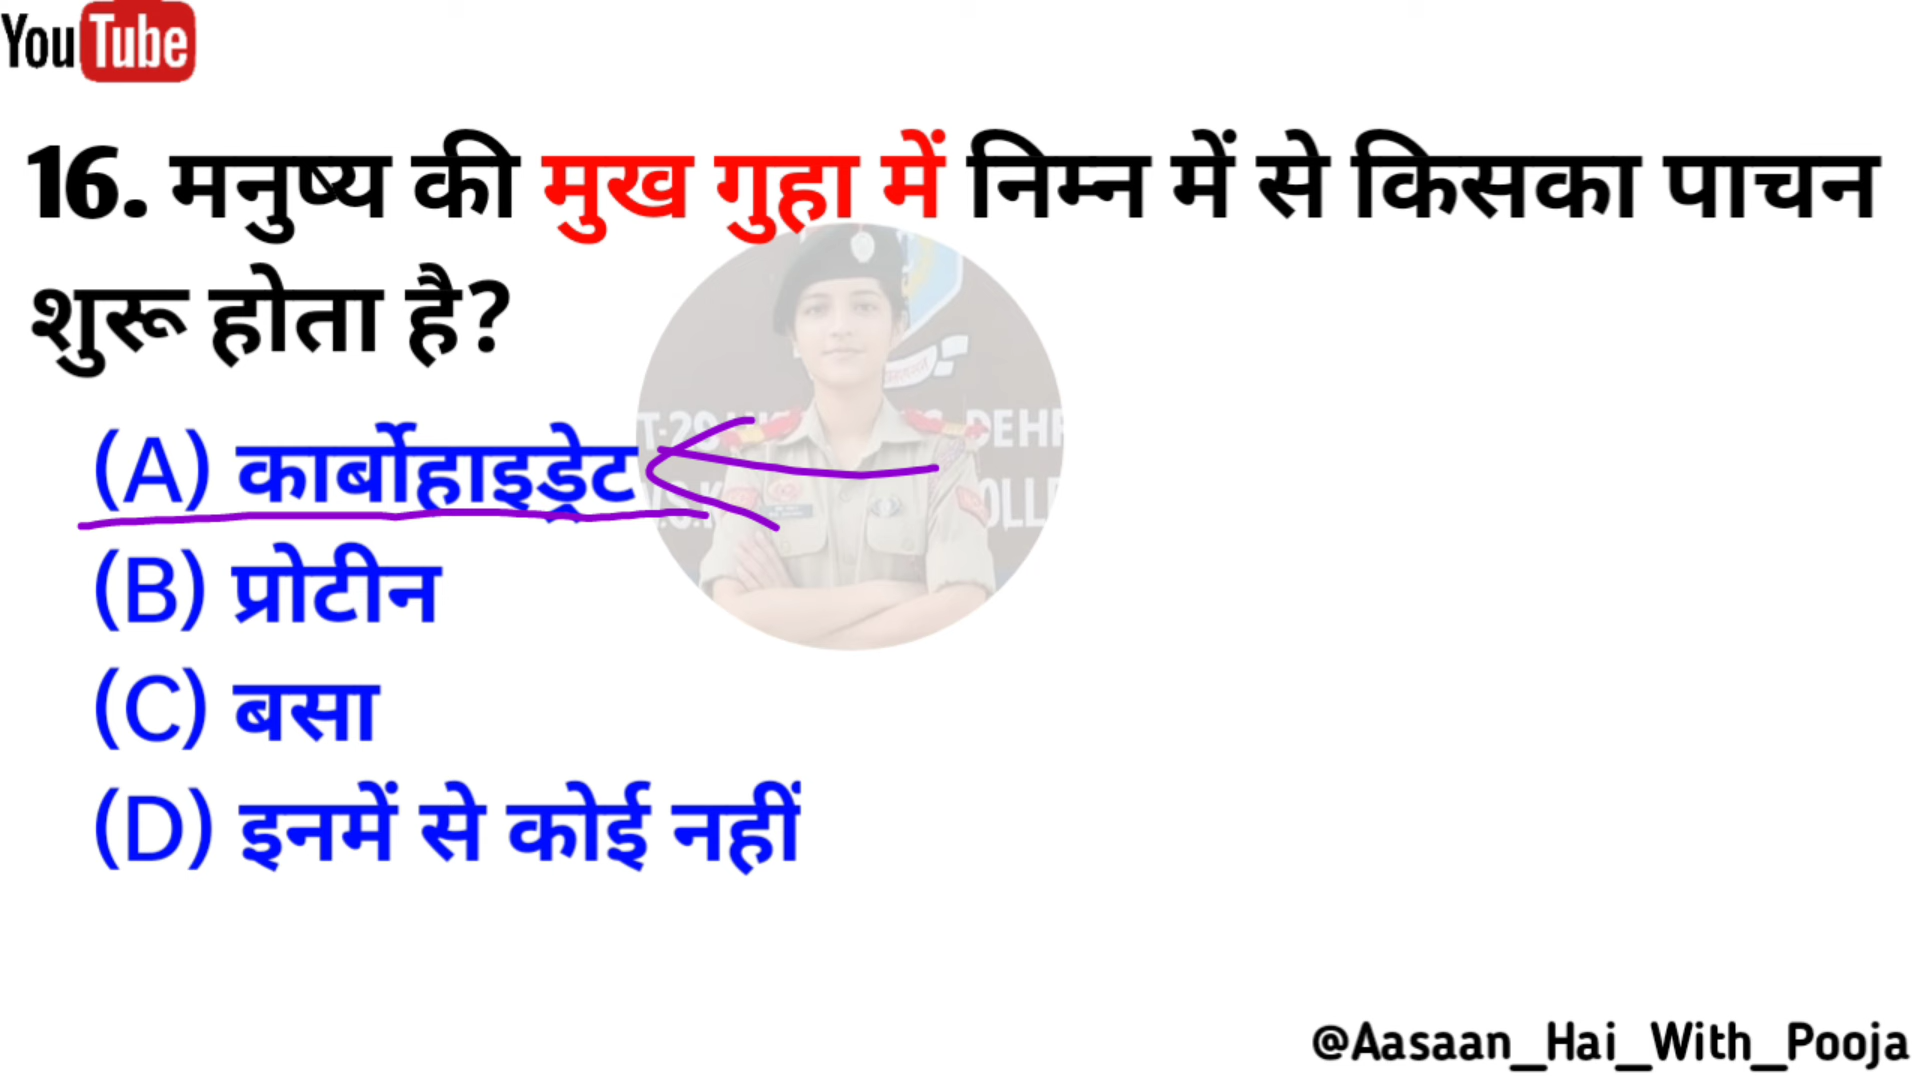 YouTube
16. मनुष्य की मुख गुहा में निम्न में से किसका पाचन
शुरू होता है?
(A) कार्बोहाइड्रेट
(B) प्रोटीन
(C) बसा
(D) इनमें से कोई नहीं
@Aasaan_Hai_With_Pooja